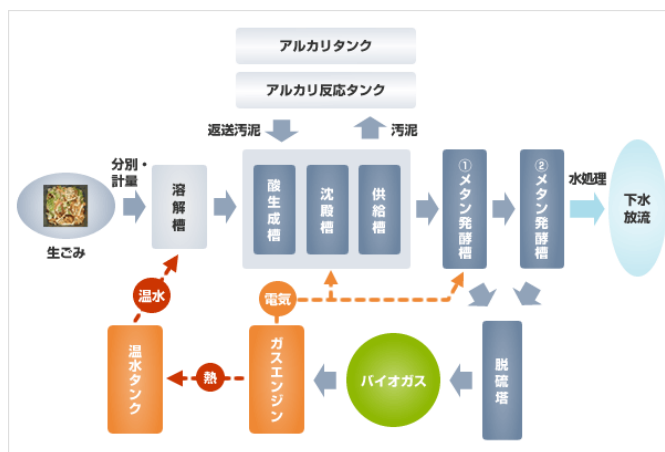 アルカリタンク
アルカリ反応タンク
返送汚泥
汚泥
分別・
計量
生ごみ
溶解槽
酸生成槽
沈殿槽
供給槽
①メタン発酵槽
②メタン発酵槽
水処理
下水
放流
温水
電気
温水タンク
熱
ガスエンジン
バイオガス
脱硫塔